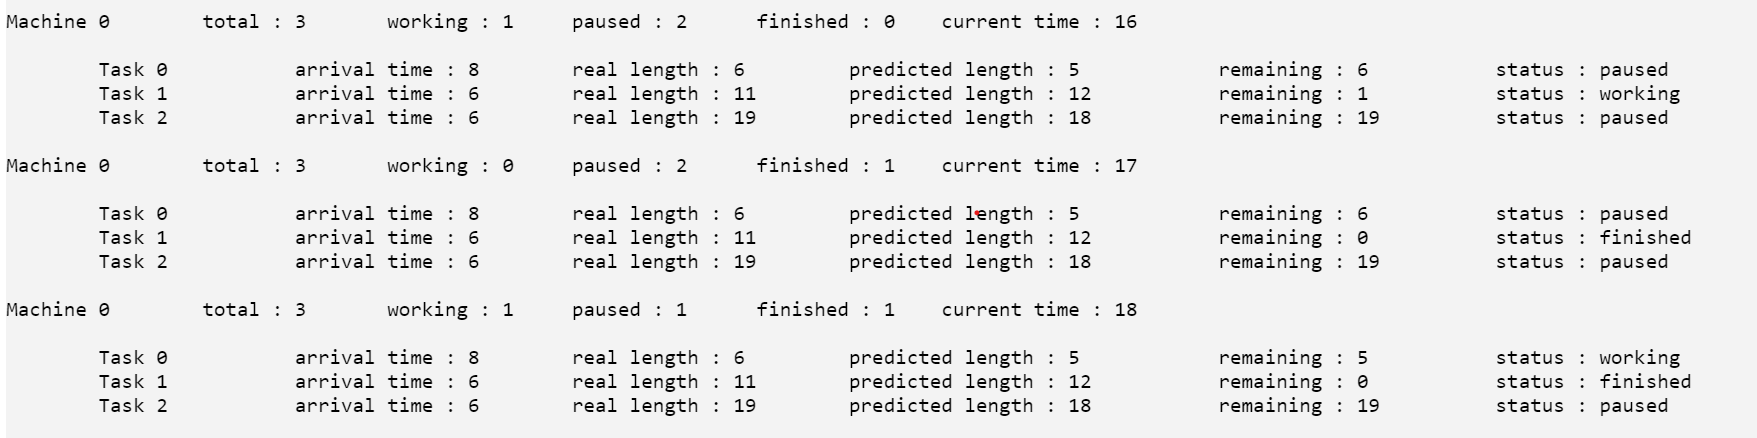 Machine 0 total : 3 working : 1 paused : 2 finished : 0 current time : 16
Task 0 arrival time : 8 real length : 6 predicted length : 5 remaining : 6 status : paused
Task 1 arrival time : 6 real length : 11 predicted length : 12 remaining : 1 status : working
Task 2 arrival time : 6 real length : 19 predicted length : 18 remaining : 19 status : paused
Machine 0 total : 3 working : 0 paused : 2 finished : 1 current time : 17
Task 0 arrival time : 8 real length : 6 predicted length : 5 remaining : 6 status : paused
Task 1 arrival time : 6 real length : 11 predicted length : 12 remaining : 0 status : finished
Task 2 arrival time : 6 real length : 19 predicted length : 18 remaining : 19 status : paused
Machine 0 total : 3 working : 1 paused : 1 finished : 1 current time : 18
Task 0 arrival time : 8 real length : 6 predicted length : 5 remaining : 5 status : working
Task 1 arrival time : 6 real length : 11 predicted length : 12 remaining : 0 status : finished
Task 2 arrival time : 6 real length : 19 predicted length : 18 remaining : 19 status : paused